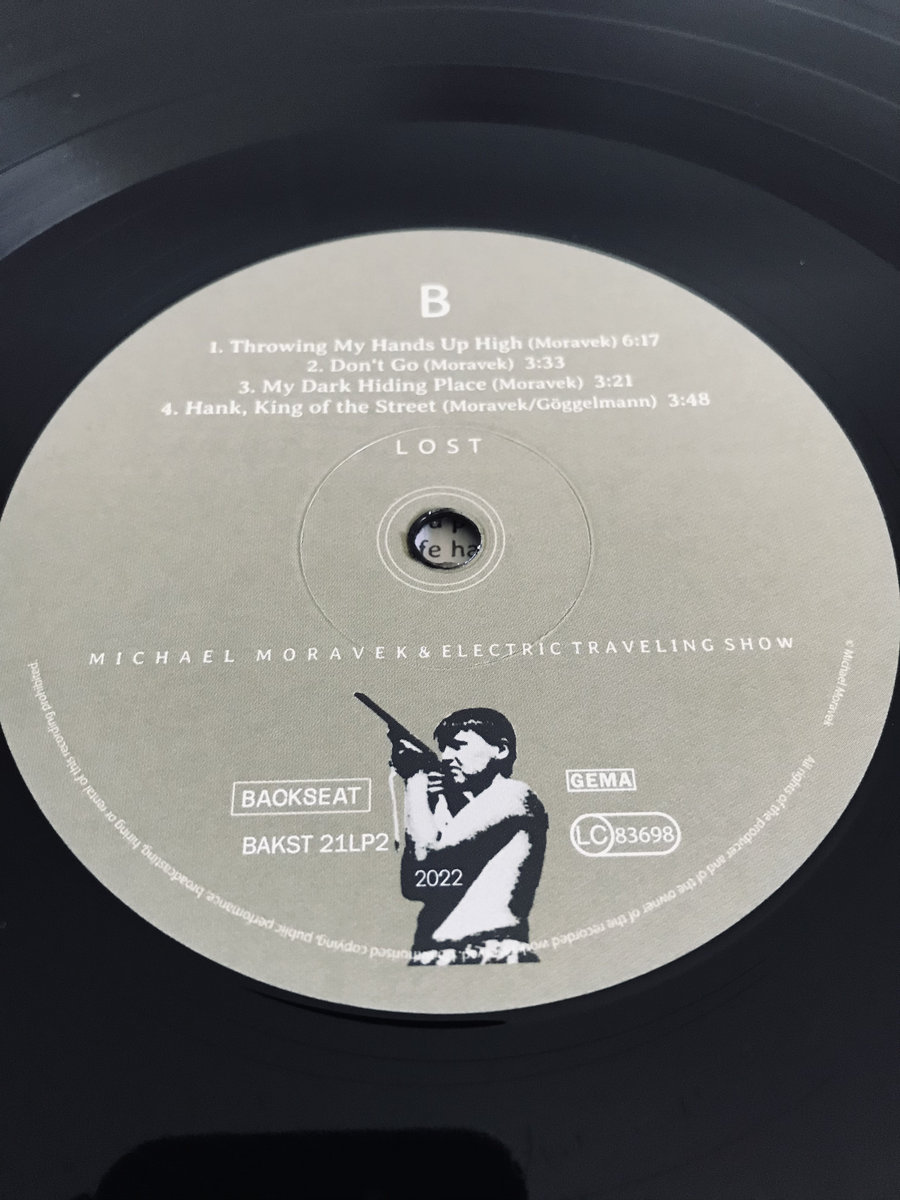 B
1. Throwing My Hands Up High (Moravek) 6:17
2. Don't Go (Moravek) 3:33
3. My Dark Hiding Place (Moravek) 3:21
4. Hank, King of the Street (Moravek/Göggelmann) 3:48
LOST
fe ha
MICHAEL MORAVEK & ELECTRIC TRAVELING SHOW
BAOKSEAT
BAKST 21LP2
2022
GEMA
LC 83698
© Michael Moravek
All rights of the producer and of the owner of the recorded work
copying, public performance, broadcasting, hiring or rental of this recording prohibited.